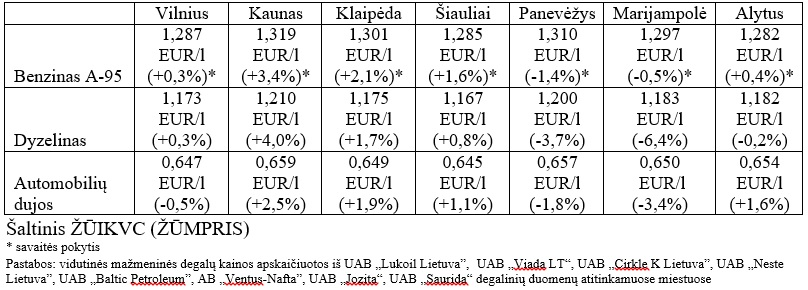 Vilnius Kaunas Klaipėda Šiauliai Panevėžys Marijampolė Alytus
1,287 1,319 1,301 1,285 1,310 1,297 1,282
EUR/l EUR/l EUR/l EUR/l EUR/l EUR/l EUR/l
Benzinas A-95 (+0,3%)* (+3,4%)* (+2,1%)* (+1,6%)* (-1,4%)* (-0,5%)* (+0,4%)*
1,173 1,210 1,175 1,167 1,200 1,183 1,182
EUR/l EUR/l EUR/l EUR/l EUR/l EUR/l EUR/l
Dyzelinas (+0,3%) (+4,0%) (+1,7%) (+0,8%) (-3,7%) (-6,4%) (-0,2%)
0,647 0,659 0,649 0,645 0,657 0,650 0,654
Automobilių EUR/l EUR/l EUR/l EUR/l EUR/l EUR/l EUR/l
dujos (-0,5%) (+2,5%) (+1,9%) (+1,1%) (-1,8%) (-3,4%) (+1,6%)
Šaltinis ŽŪIKVC (ŽŪMPRIS)
* savaitės pokytis
Pastabos: vidutinės mažmeninės degalų kainos apskaičiuotos iš UAB „Lukoil Lietuva”, UAB „Viada LT“, UAB „Cirkle K Lietuva”, UAB „Neste
Lietuva”, UAB „Baltic Petroleum”, AB „Ventus-Nafta”, UAB „Jozita”, UAB „Saurida” degalinių duomenų atitinkamuose miestuose